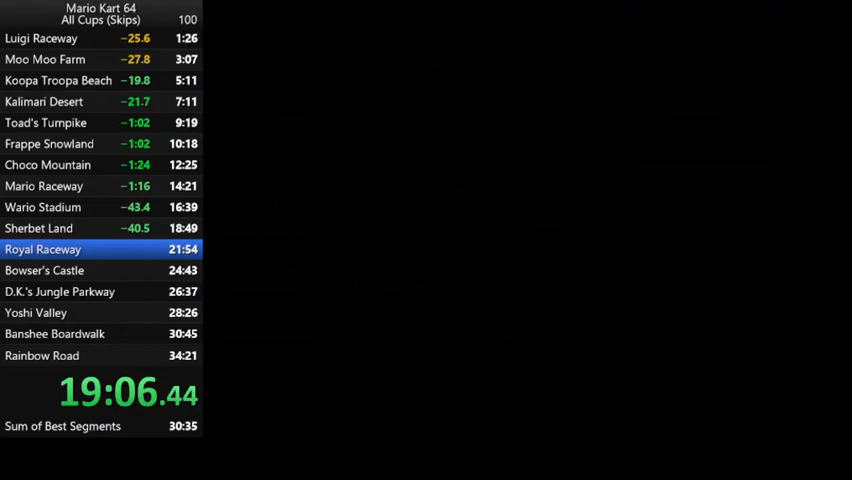 Mario Kart 64
All Cups (Skips) 100
Luigi Raceway −25.6 1:26
Moo Moo Farm −27.8 3:07
Koopa Troopa Beach −19.8 5:11
Kalimari Desert −21.7 7:11
Toad's Turnpike −1:02 9:19
Frappe Snowland −1:02 10:18
Choco Mountain −1:24 12:25
Mario Raceway −1:16 14:21
Wario Stadium −43.4 16:39
Sherbet Land −40.5 18:49
Royal Raceway 21:54
Bowser's Castle 24:43
D.K.'s Jungle Parkway 26:37
Yoshi Valley 28:26
Banshee Boardwalk 30:45
Rainbow Road 34:21
19:06.44
Sum of Best Segments 30:35